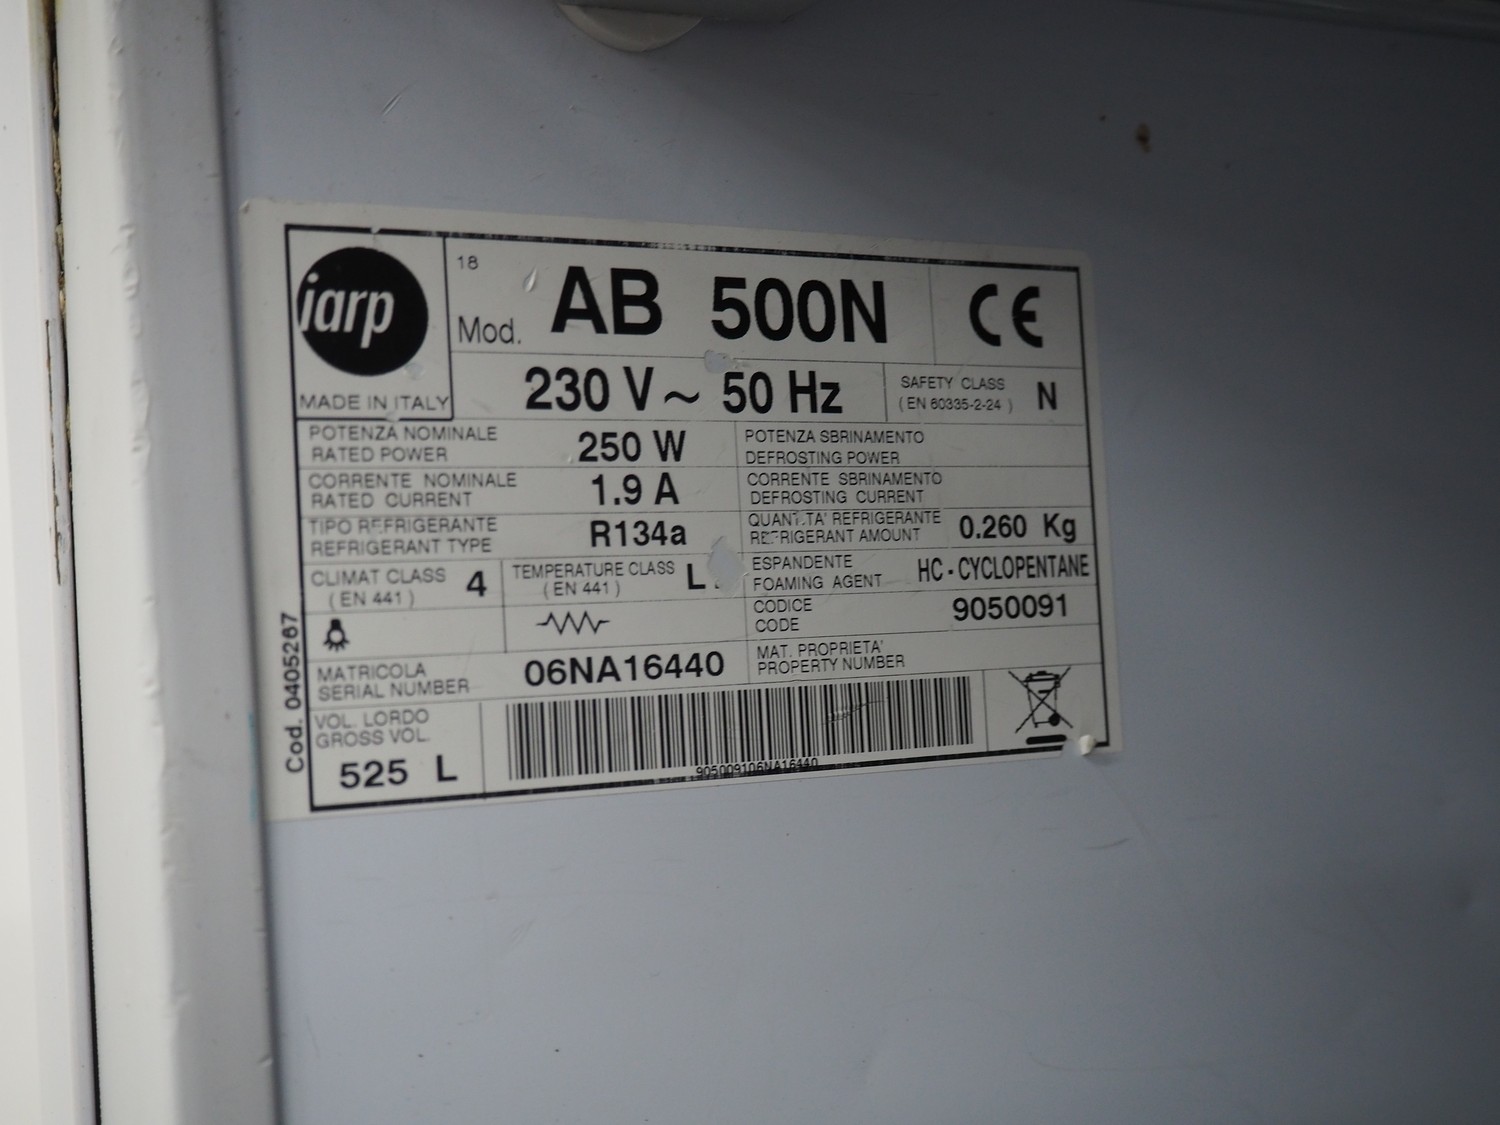 iarp
MADE IN ITALY
18
Mod. AB 500N
CE
230 V ~ 50 Hz
SAFETY CLASS
( EN 60335-2-24 )
N
POTENZA NOMINALE
RATED POWER
250 W
POTENZA SBRINAMENTO
DEFROSTING POWER
CORRENTE NOMINALE
RATED CURRENT
1.9 A
CORRENTE SBRINAMENTO
DEFROSTING CURRENT
TIPO REFRIGERANTE
REFRIGERANT TYPE
R134a
QUANTITA' REFRIGERANTE
REFRIGERANT AMOUNT
0.260 Kg
CLIMAT CLASS
( EN 441 )
4
TEMPERATURE CLASS
( EN 441 )
L
ESPANDENTE
FOAMING AGENT
HC - CYCLOPENTANE
CODICE
CODE
9050091
MATRICOLA
SERIAL NUMBER
06NA16440
MAT. PROPRIETA'
PROPERTY NUMBER
VOL. LORDO
GROSS VOL.
525 L
905009106NA16440
Cod. 0405267